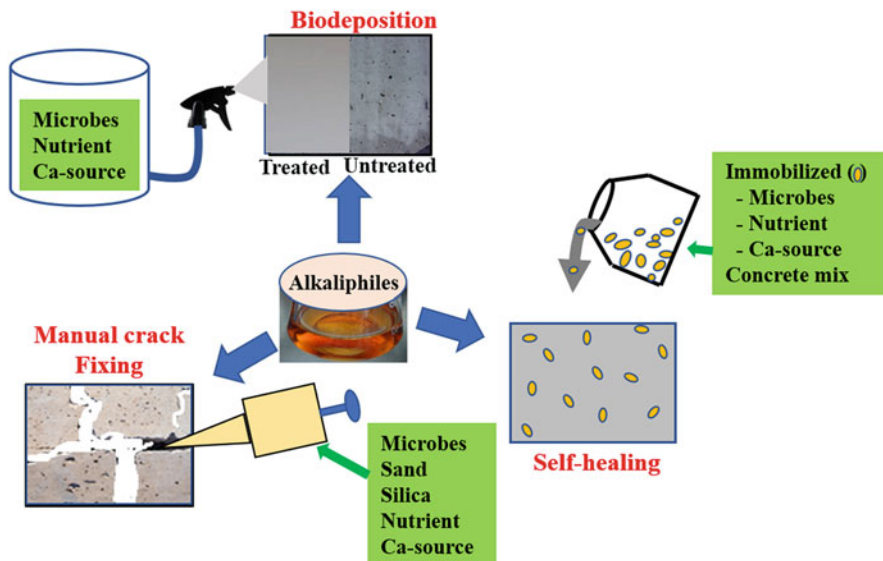 Biodeposition
Microbes
Nutrient
Ca-source
Treated
Untreated
Immobilized ()
- Microbes
- Nutrient
- Ca-source
Concrete mix
Alkaliphiles
Manual crack
Fixing
Microbes
Sand
Silica
Nutrient
Ca-source
Self-healing